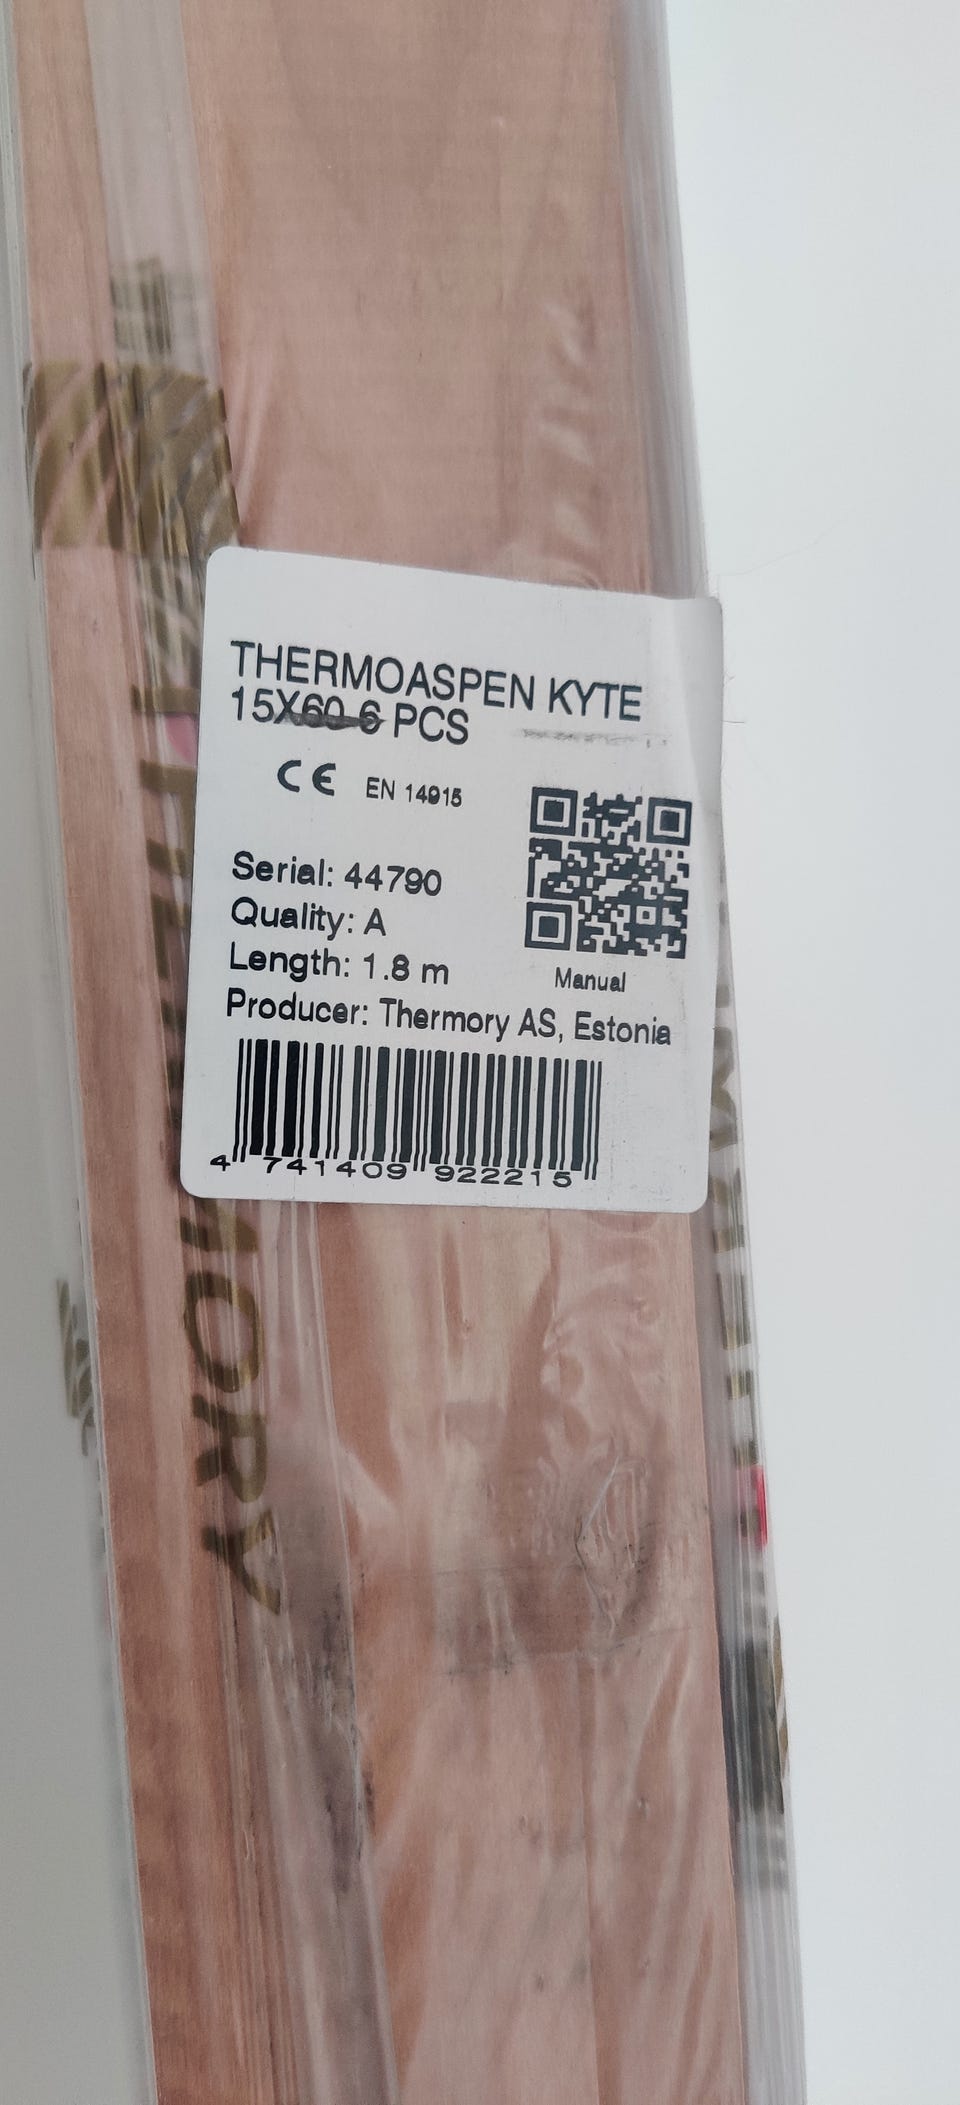 THERMOASPEN KYTE
15X60 6 PCS
CE EN 14915
Serial: 44790
Quality: A
Length: 1.8 m
Manual
Producer: Thermory AS, Estonia
4 741409 922215
MORY